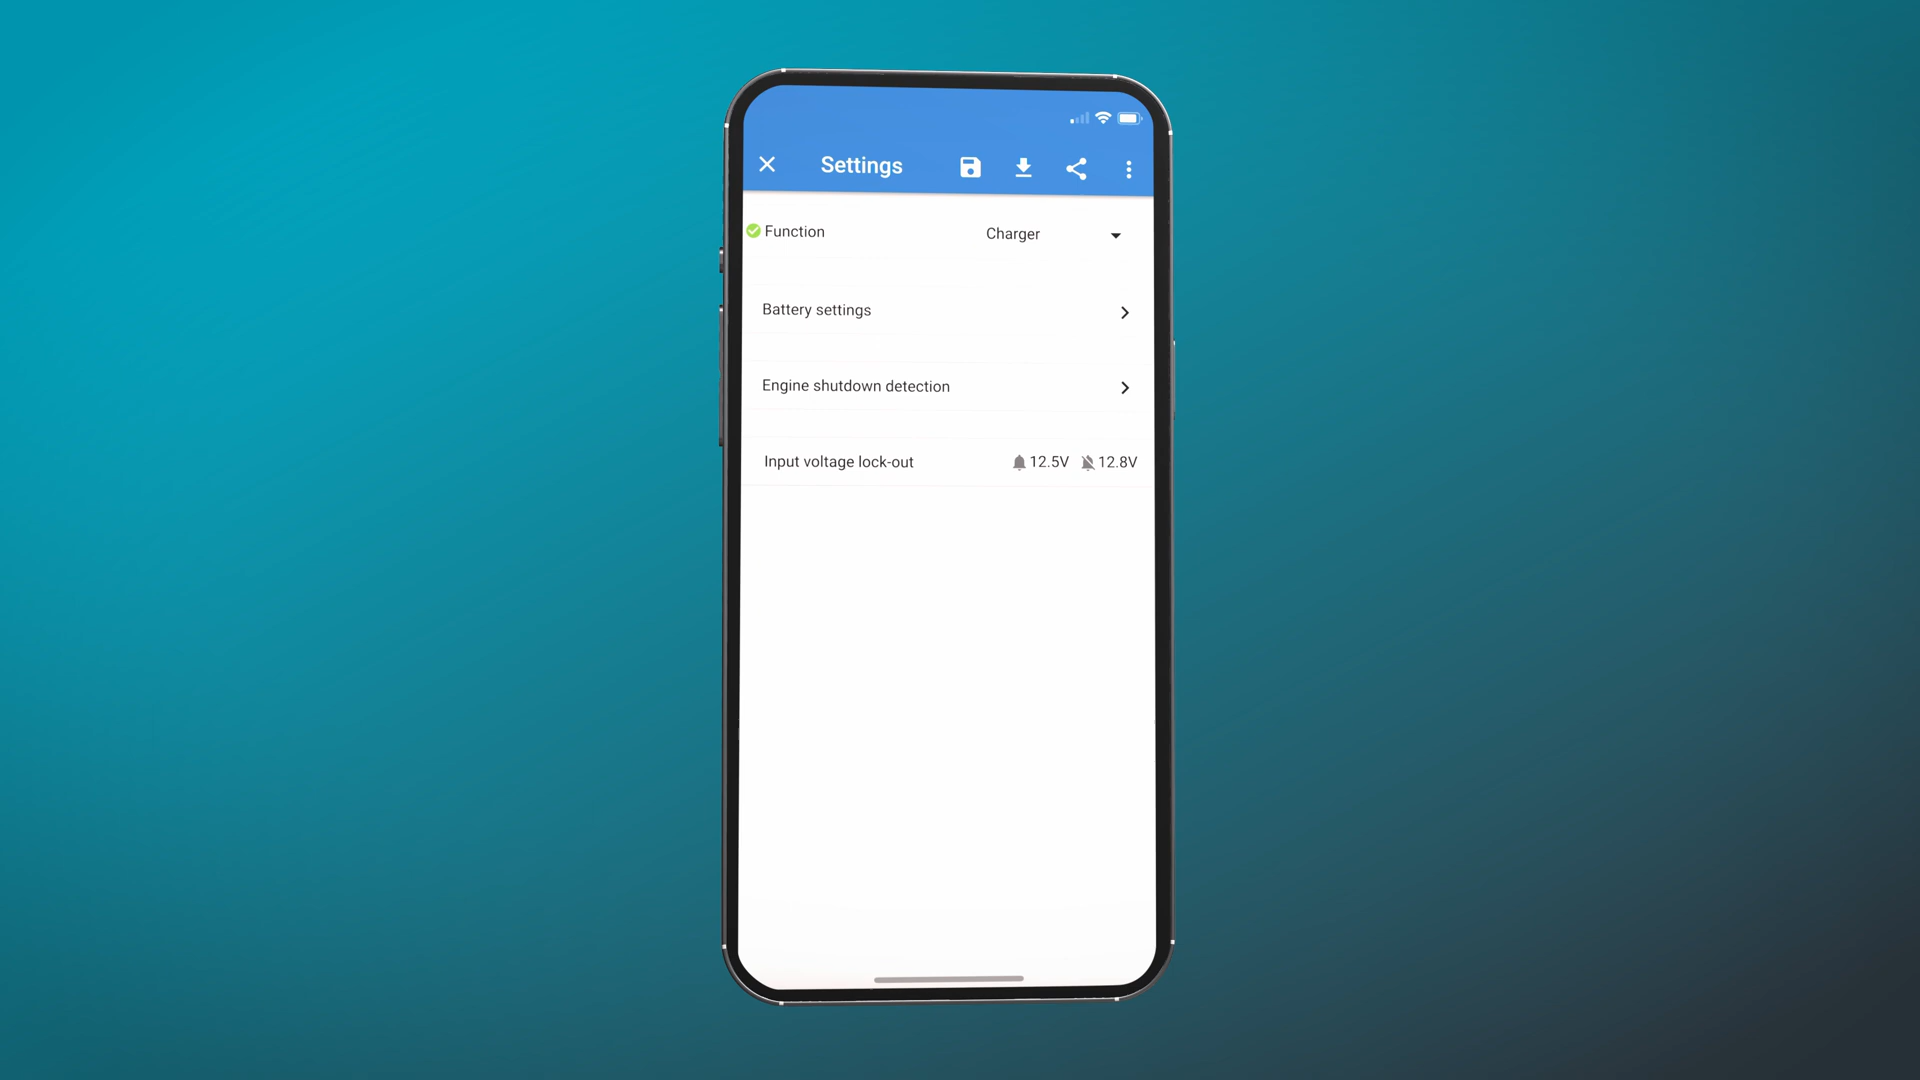 Settings
Function Charger
Battery settings
Engine shutdown detection
Input voltage lock-out 12.5V 12.8V